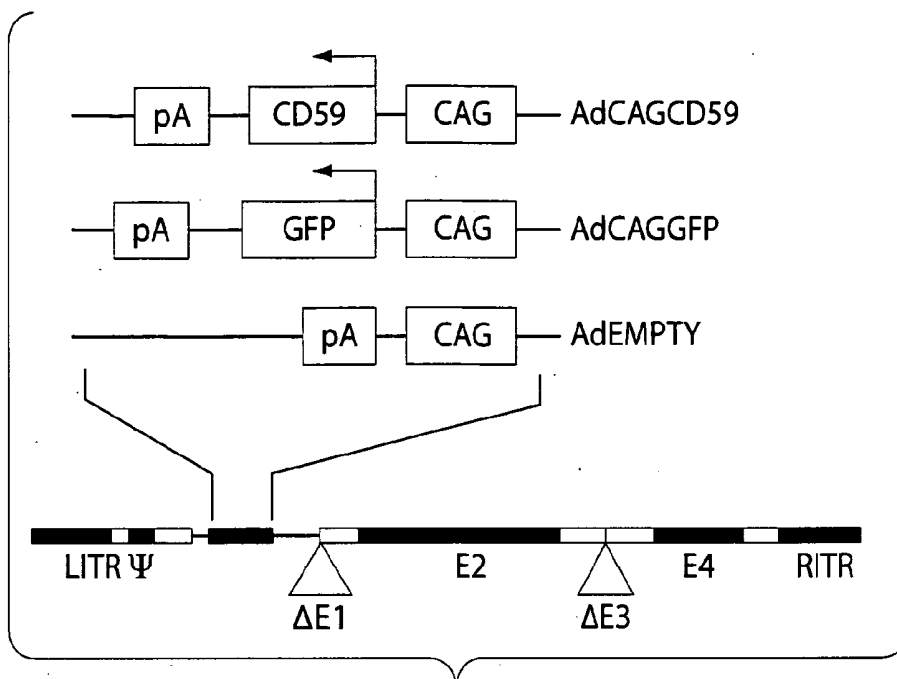 pA CD59 CAG AdCAGCD59
pA GFP CAG AdCAGGFP
pA CAG AdEMPTY
LITR Ψ E2 E4 RITR
ΔE1 ΔE3